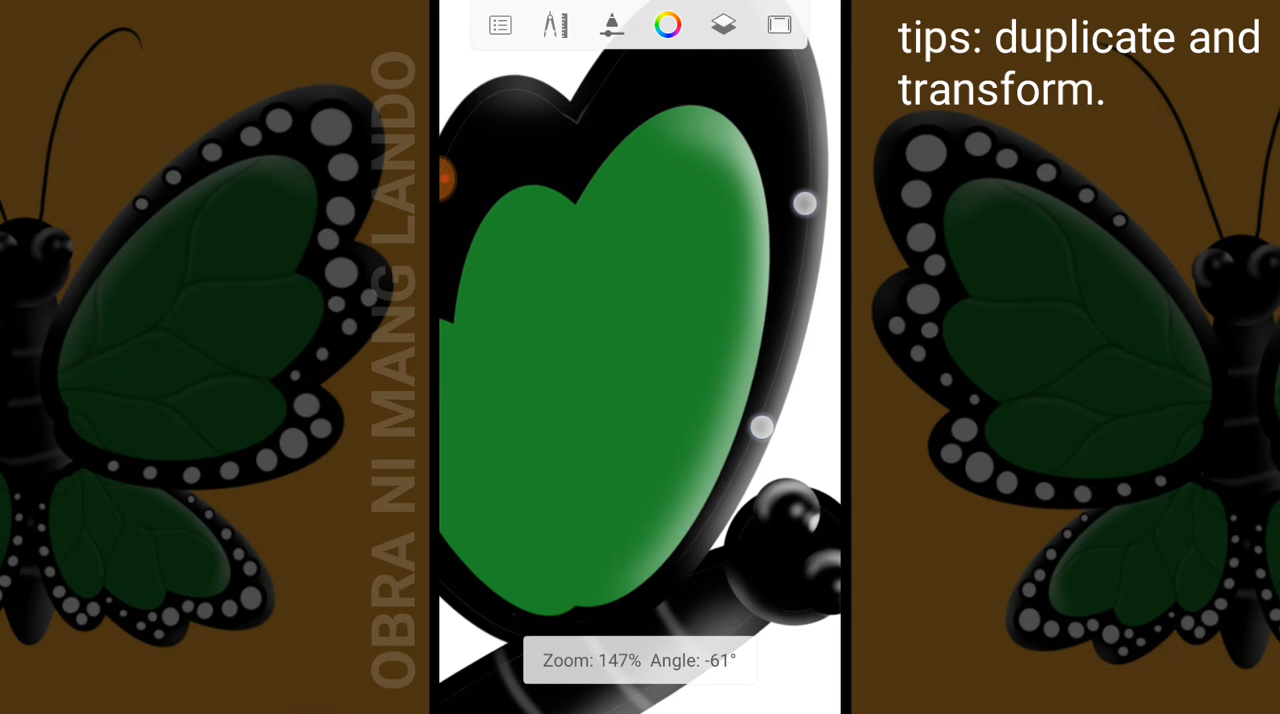 tips: duplicate and
transform.
OBRA NI MANG LANDO
Zoom: 147% Angle: -61°